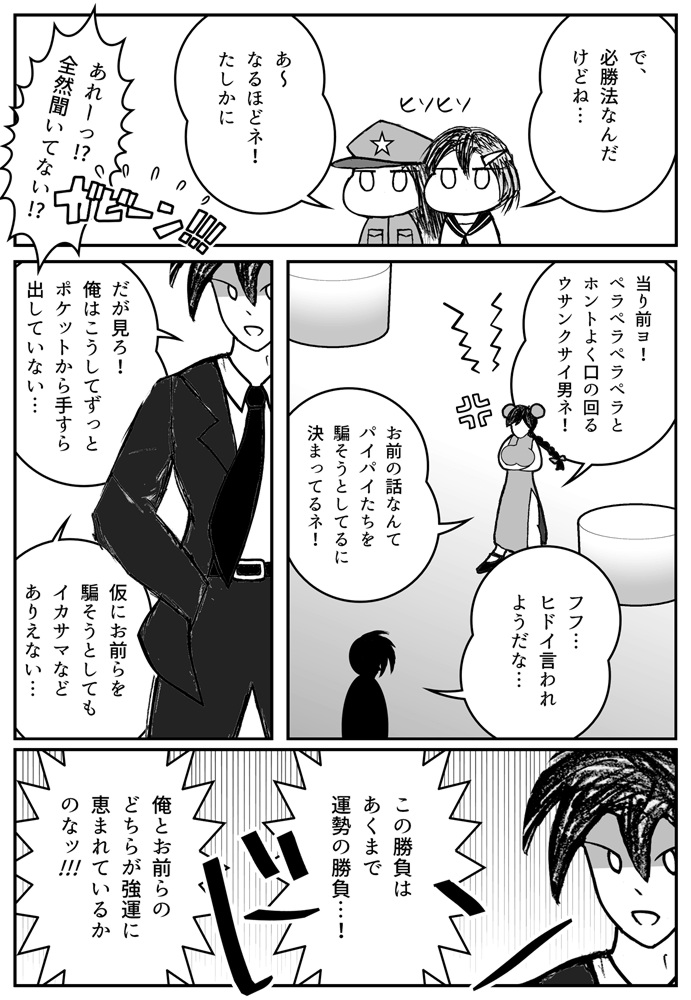 で、
必勝法なんだ
けどね…
ヒソヒソ
あ～
なるほどネ！
たしかに
あれーっ!?
全然聞いてない!?
ガビーン!!!!
当り前ヨ！
ペラペラペラペラと
ホントよく口の回る
ウサンクサイ男ネ！
お前の話なんて
パイパイたちを
騙そうとしてるに
決まってるネ！
フフ…
ヒドイ言われ
ようだな…
だが見ろ！
俺はこうしてずっと
ポケットから手すら
出していない…
仮にお前らを
騙そうとしても
イカサマなど
ありえない…
この勝負は
あくまで
運勢の勝負…！
俺とお前らの
どちらが強運に
恵まれているか
のなッ!!!
バン